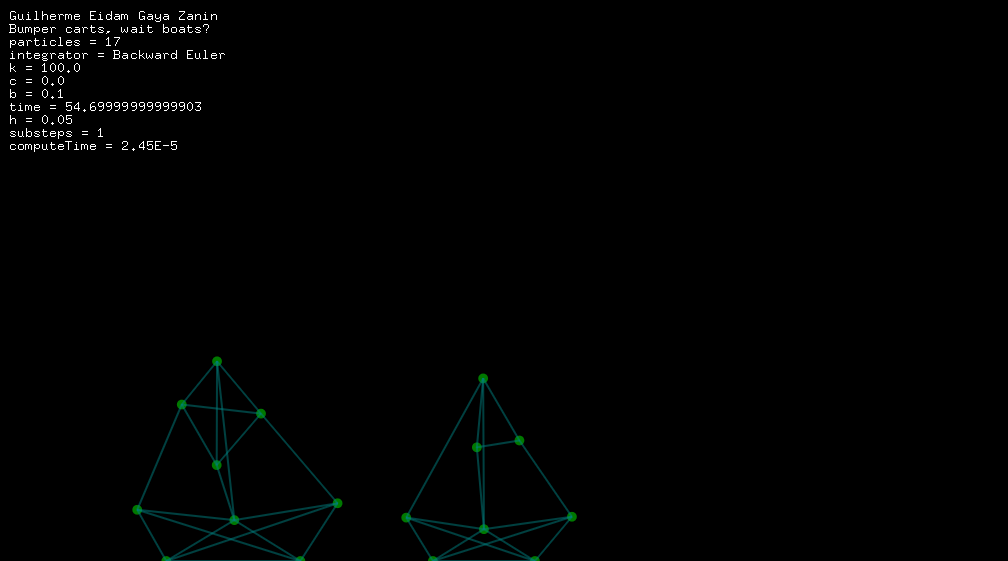 Guilherme Eidam Gaya Zanin
Bumper carts, wait boats?
particles = 17
integrator = Backward Euler
k = 100.0
c = 0.0
b = 0.1
time = 54.69999999999903
h = 0.05
substeps = 1
computeTime = 2.45E-5